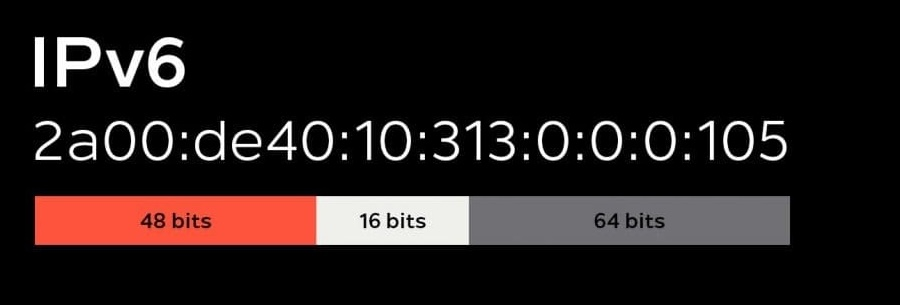 IPv6
2a00:de40:10:313:0:0:0:105
48 bits 16 bits 64 bits